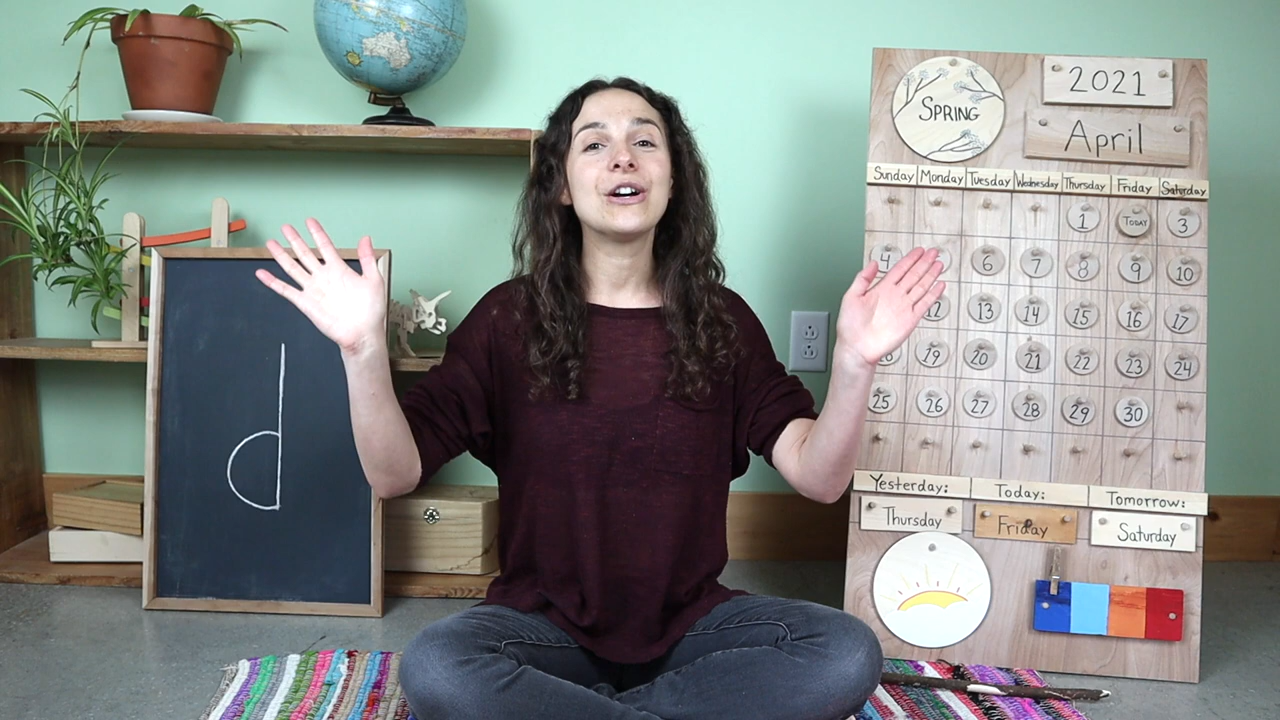 d
SPRING
2021
April
Sunday Monday Tuesday Wednesday Thursday Friday Saturday
1 TODAY 3
4 6 7 8 9 10
12 13 14 15 16 17
19 20 21 22 23 24
25 26 27 28 29 30
Yesterday: Today: Tomorrow:
Thursday Friday Saturday